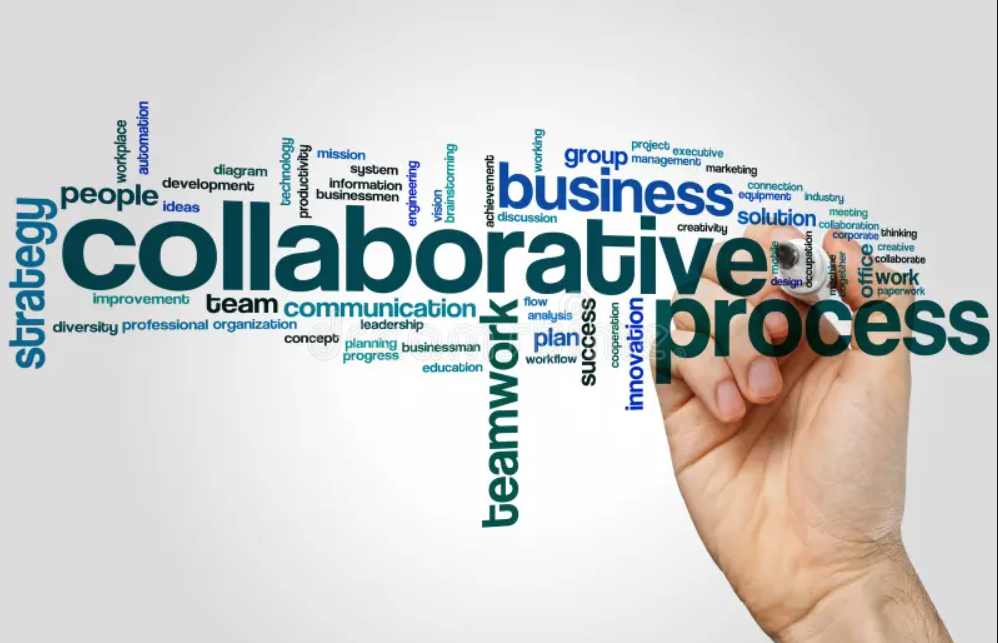 workplace
automation
people
ideas
strategy
diagram
development
technology
productivity
mission
system
information
businessmen
engineering
vision
brainstorming
achievement
working
group
project
executive
management
marketing
business
discussion
connection
equipment
industry
solution
creativity
meeting
collaboration
corporate
thinking
creative
collaborate
collaborative
process
mobile
design
occupation
machine
together
office
work
paperwork
improvement
team
communication
diversity
professional
organization
leadership
concept
planning
progress
businessman
education
teamwork
flow
analysis
plan
workflow
success
cooperation
innovation